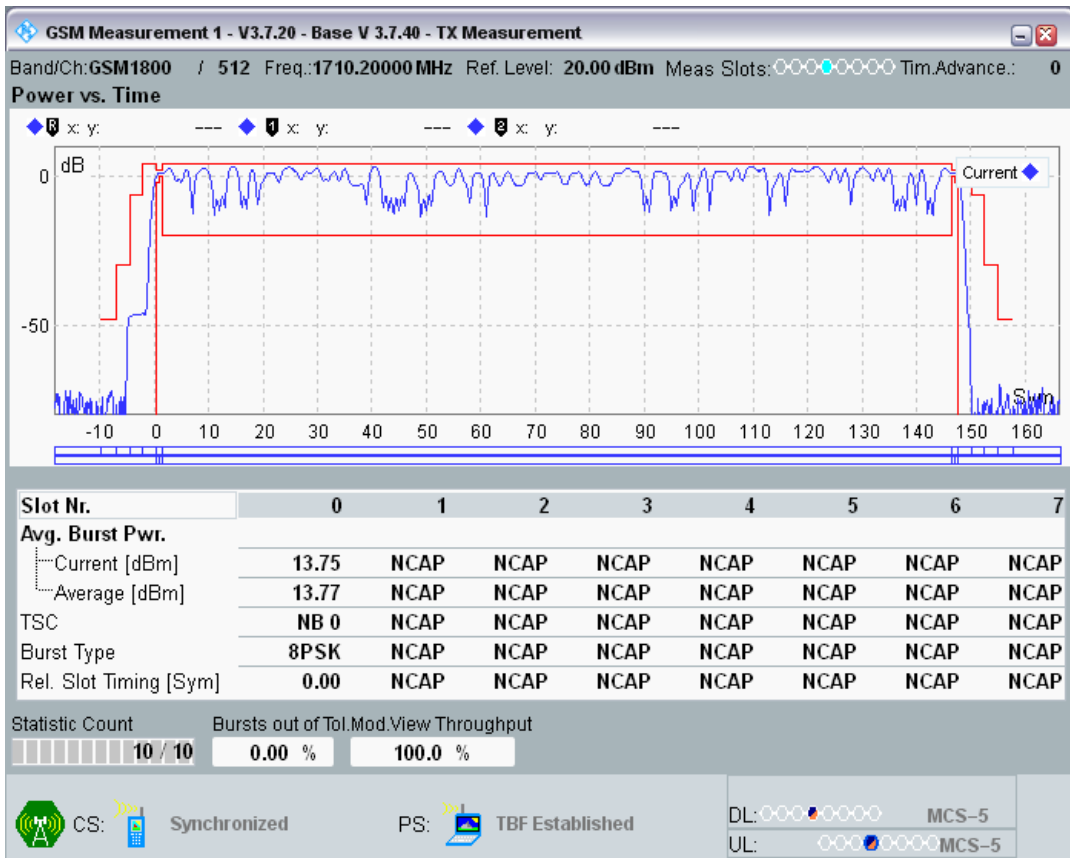 GSM Measurement 1 - V3.7.20 - Base V 3.7.40 - TX Measurement
Band/Ch:GSM1800 / 512 Freq.:1710.20000 MHz Ref. Level: 20.00 dBm Meas Slots: Tim.Advance.: 0
Power vs. Time
R x: y: --- 1 x: y: --- 2 x: y: ---
dB
Current
0
-50
Sym
-10 0 10 20 30 40 50 60 70 80 90 100 110 120 130 140 150 160
Slot Nr. 0 1 2 3 4 5 6 7
Avg. Burst Pwr.
Current [dBm] 13.75 NCAP NCAP NCAP NCAP NCAP NCAP NCAP
Average [dBm] 13.77 NCAP NCAP NCAP NCAP NCAP NCAP NCAP
TSC NB 0 NCAP NCAP NCAP NCAP NCAP NCAP NCAP
Burst Type 8PSK NCAP NCAP NCAP NCAP NCAP NCAP NCAP
Rel. Slot Timing [Sym] 0.00 NCAP NCAP NCAP NCAP NCAP NCAP NCAP
Statistic Count Bursts out of Tol.Mod.View Throughput
10 / 10 0.00 % 100.0 %
CS: Synchronized PS: TBF Established DL: MCS-5
UL: MCS-5